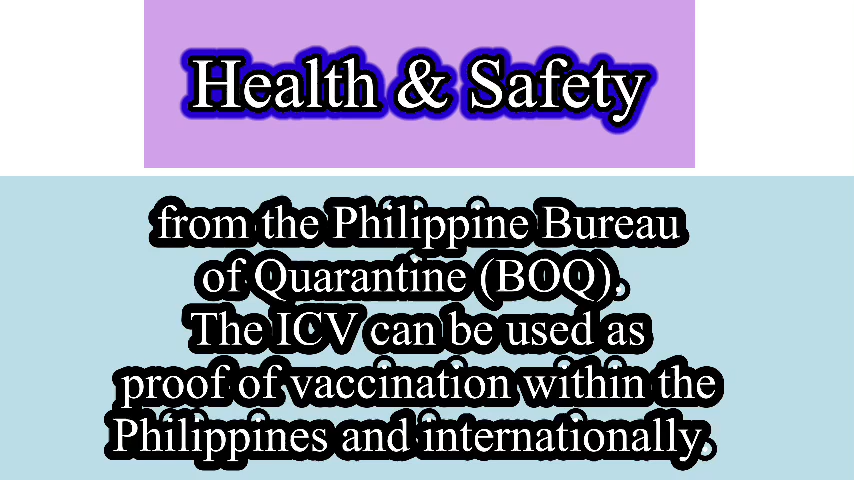 Health & Safety
from the Philippine Bureau
of Quarantine (BOQ).
The ICV can be used as
proof of vaccination within the
Philippines and internationally.